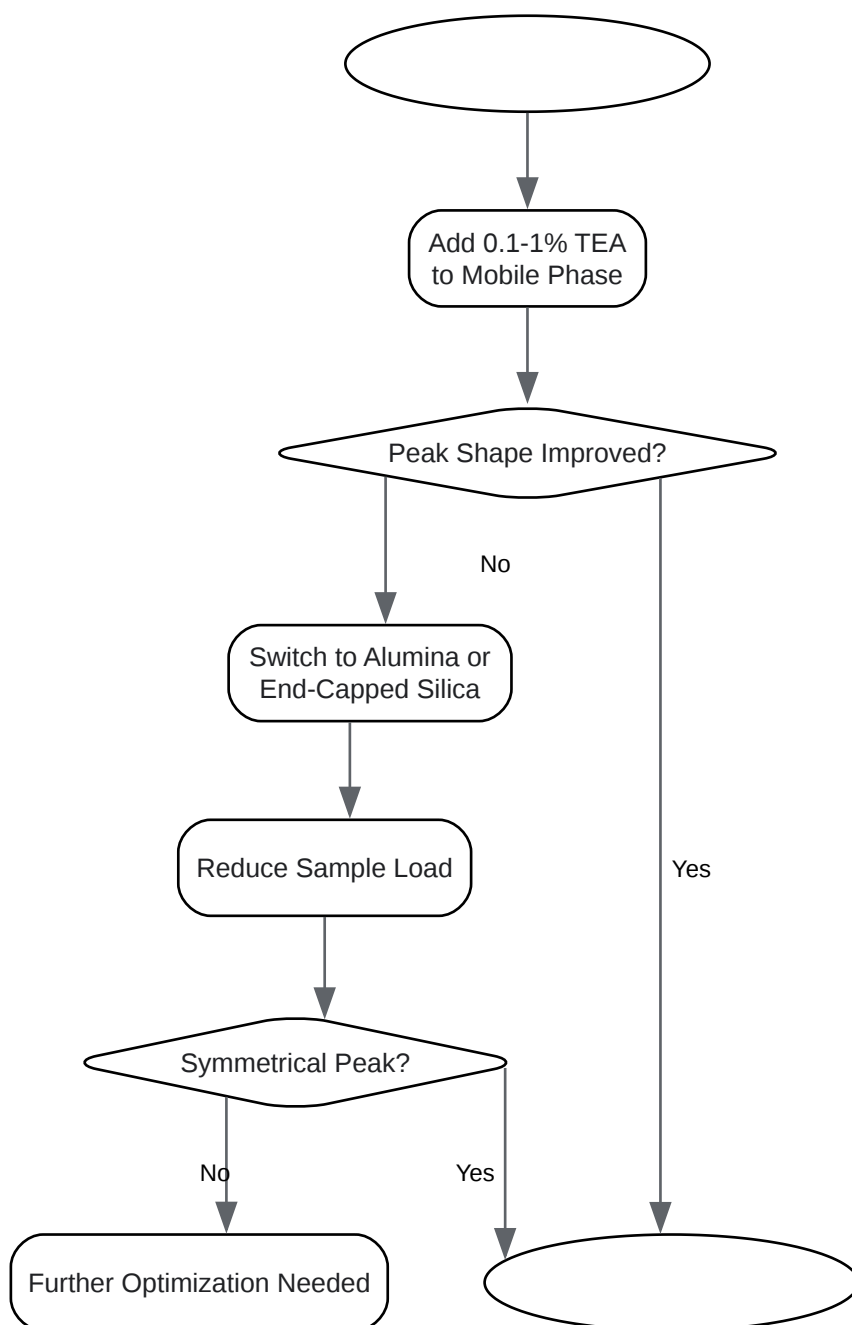 Add 0.1-1% TEA
to Mobile Phase
Peak Shape Improved?
No
Switch to Alumina or
End-Capped Silica
Reduce Sample Load
Yes
Symmetrical Peak?
No
Yes
Further Optimization Needed